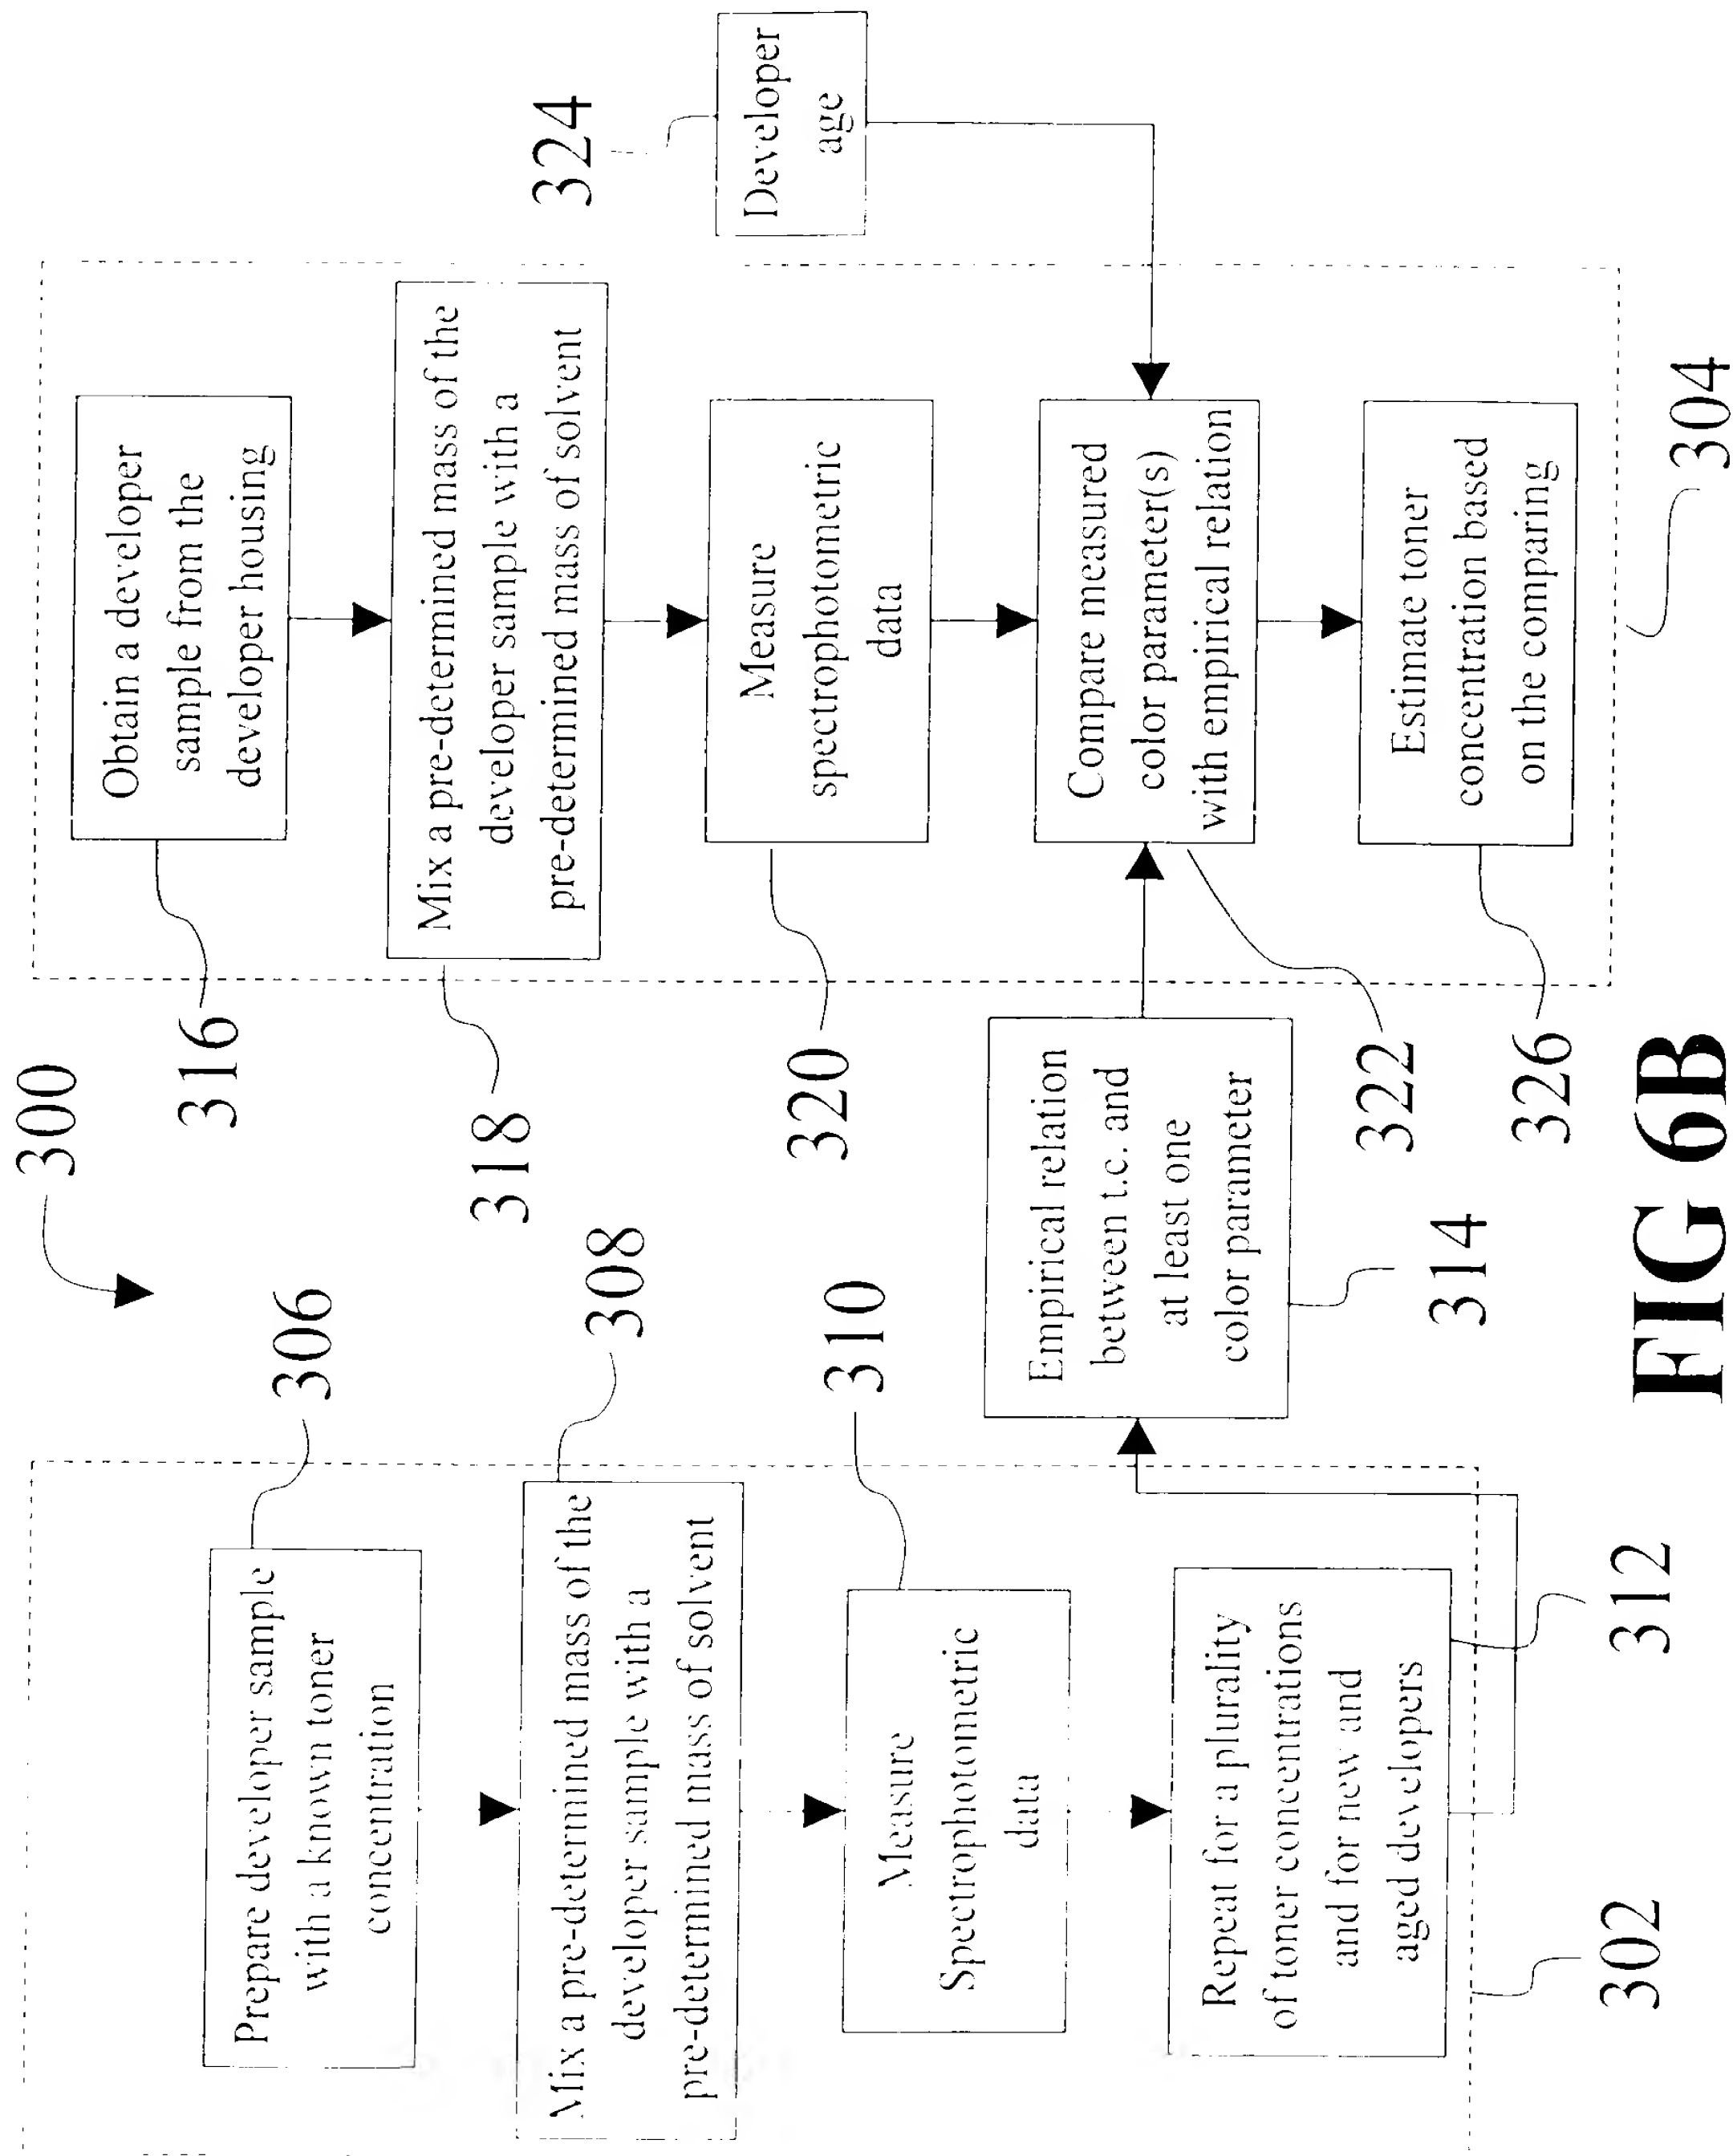 300
306
Prepare developer sample
with a known toner
concentration
308
Mix a pre-determined mass of the
developer sample with a
pre-determined mass of solvent
310
Measure
Spectrophotometric
data
Repeat for a plurality
of toner concentrations
and for new and
aged developers
312
302
Empirical relation
between t.c. and
at least one
color parameter
314
316
Obtain a developer
sample from the
developer housing
318
Mix a pre-determined mass of the
developer sample with a
pre-determined mass of solvent
320
Measure
spectrophotometric
data
322
Compare measured
color parameter(s)
with empirical relation
324
Developer
age
326
Estimate toner
concentration based
on the comparing
304
FIG 6B